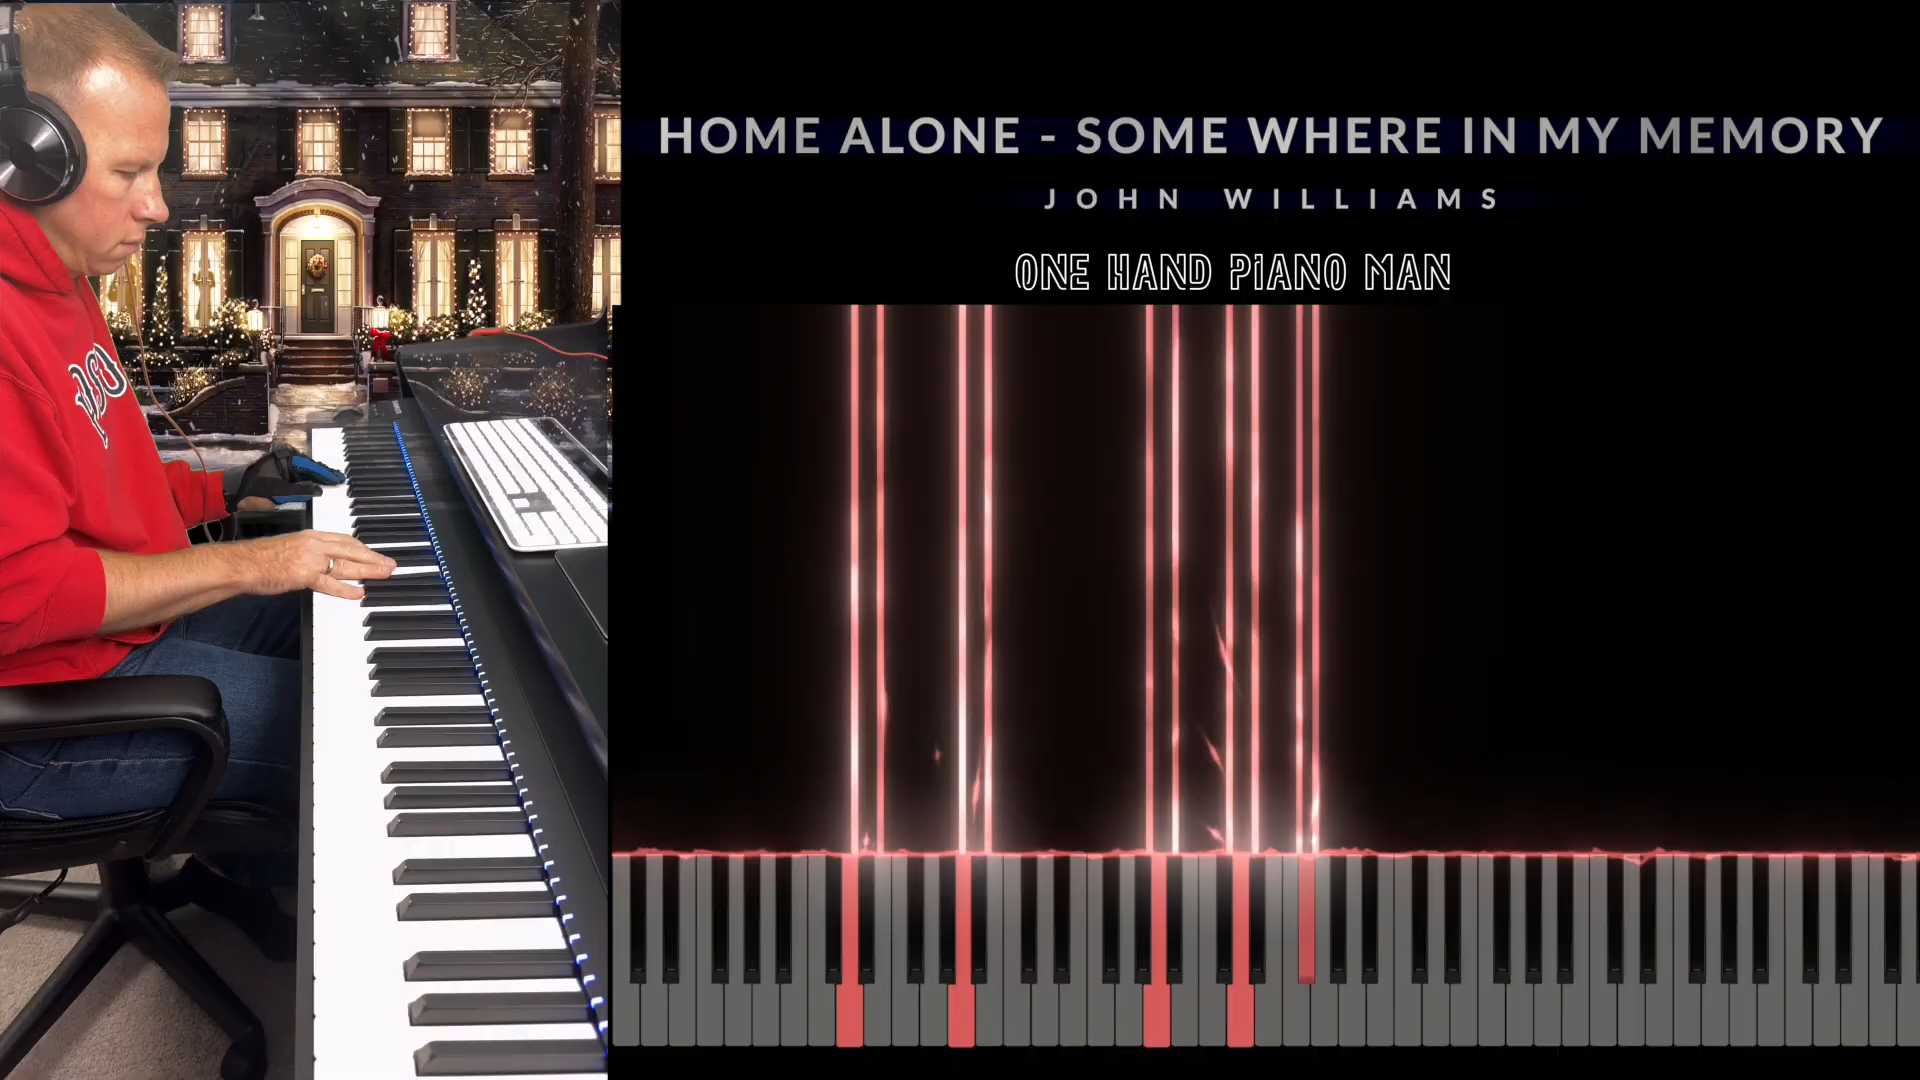 HOME ALONE - SOME WHERE IN MY MEMORY
JOHN WILLIAMS
ONE HAND PIANO MAN